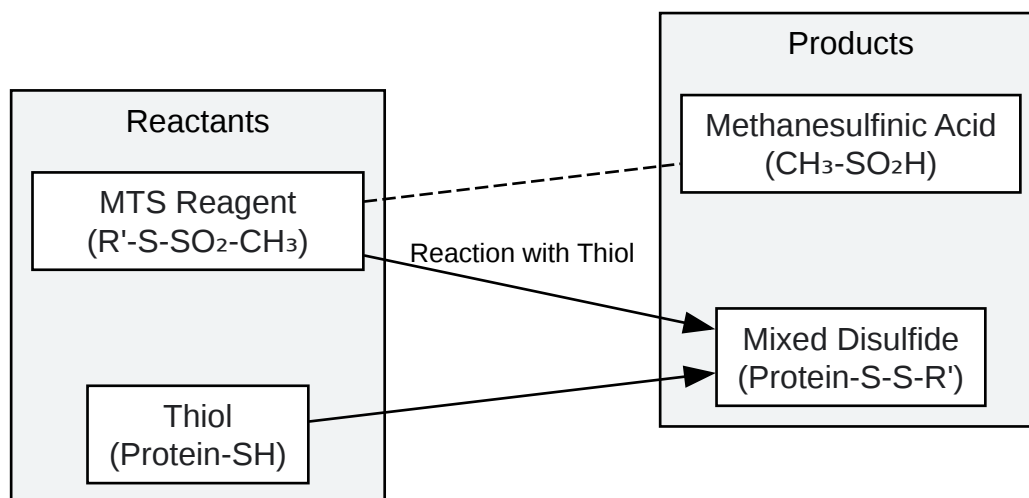 Reactants
MTS Reagent
(R'-S-SO₂-CH₃)
Thiol
(Protein-SH)
Reaction with Thiol
Products
Methanesulfinic Acid
(CH₃-SO₂H)
Mixed Disulfide
(Protein-S-S-R')